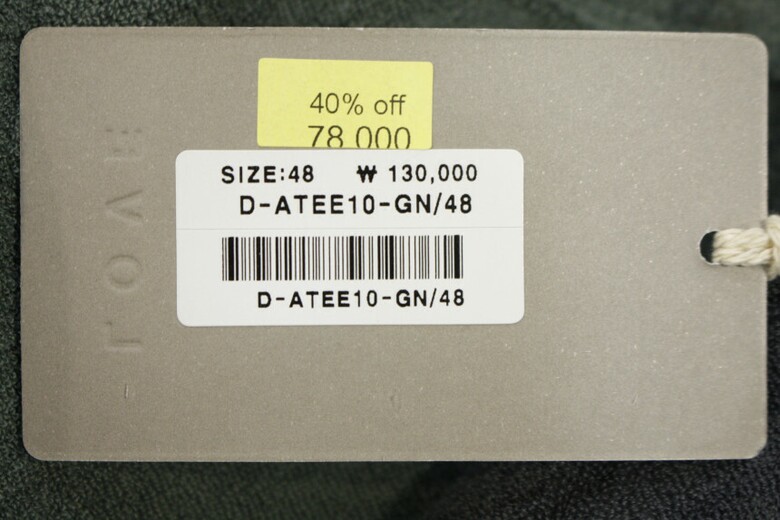 40% off
78 000
SIZE:48 ₩ 130,000
D-ATEE10-GN/48
D-ATEE10-GN/48